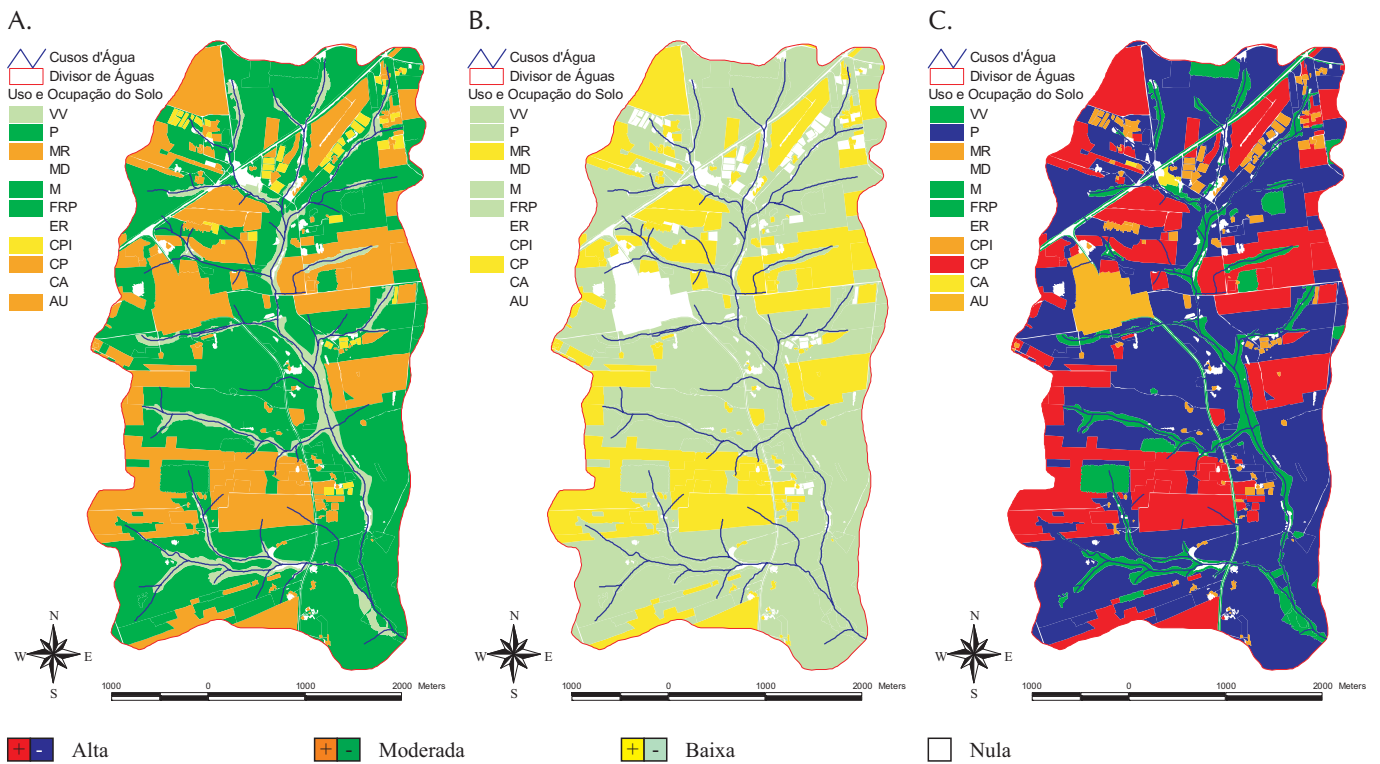 A.
Cusos d'Água
Divisor de Águas
Uso e Ocupação do Solo
VV
P
MR
MD
M
FRP
ER
CPI
CP
CA
AU
N
W E
S
1000 0 1000 2000 Meters
B.
Cusos d'Água
Divisor de Águas
Uso e Ocupação do Solo
VV
P
MR
MD
M
FRP
ER
CPI
CP
CA
AU
N
W E
S
1000 0 1000 2000 Meters
C.
Cusos d'Água
Divisor de Águas
Uso e Ocupação do Solo
VV
P
MR
MD
M
FRP
ER
CPI
CP
CA
AU
N
W E
S
1000 0 1000 2000 Meters
+ - Alta
+ - Moderada
+ - Baixa
Nula